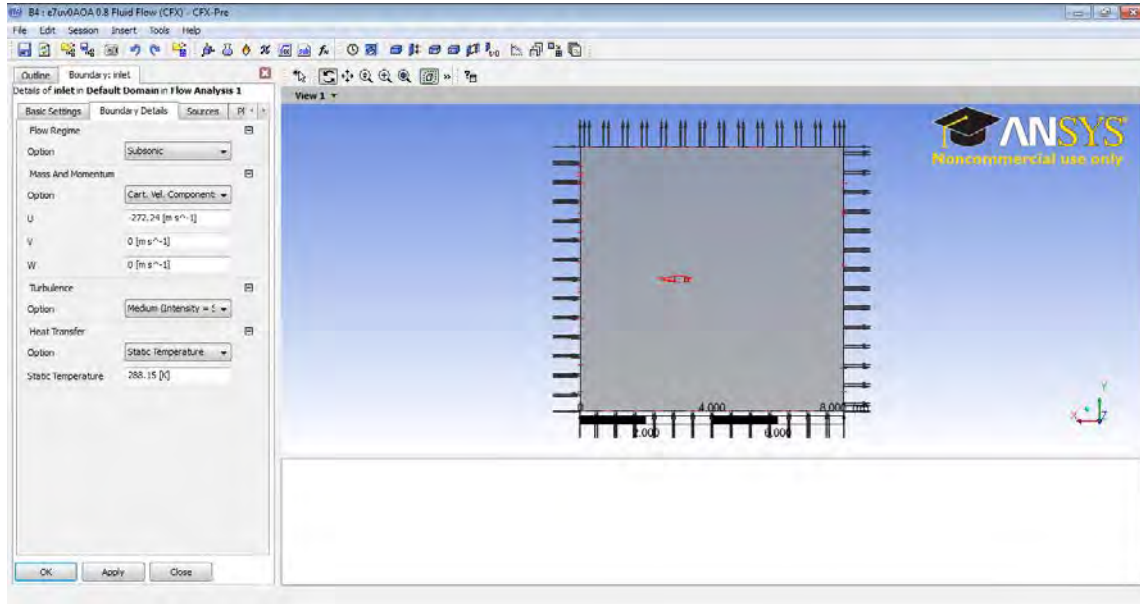 B4 : e7uv0AOA 0.8 Fluid Flow (CFX) - CFX-Pre
File Edit Session Insert Tools Help
Outline Boundary: inlet
Details of inlet in Default Domain in Flow Analysis 1
Basic Settings Boundary Details Sources Pl
Flow Regime
Option Subsonic
Mass And Momentum
Option Cart. Vel. Component
U -272.24 [m s^-1]
V 0 [m s^-1]
W 0 [m s^-1]
Turbulence
Option Medium (Intensity = 5
Heat Transfer
Option Static Temperature
Static Temperature 288.15 [K]
OK Apply Close
View 1
ANSYS
Noncommercial use only
0 4.000 8.000
2.000 6.000
Y
X Z